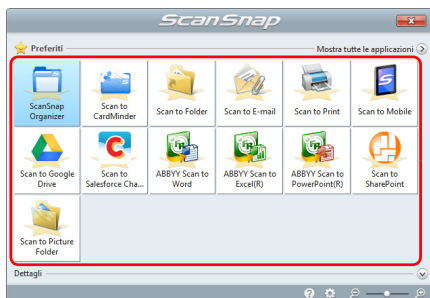 ScanSnap
Preferiti
Mostra tutte le applicazioni
ScanSnap
Organizer
Scan to
CardMinder
Scan to Folder
Scan to E-mail
Scan to Print
Scan to Mobile
Scan to Google
Drive
Scan to
Salesforce Cha...
ABBYY Scan to
Word
ABBYY Scan to
Excel(R)
ABBYY Scan to
PowerPoint(R)
Scan to
SharePoint
Scan to Picture
Folder
Dettagli